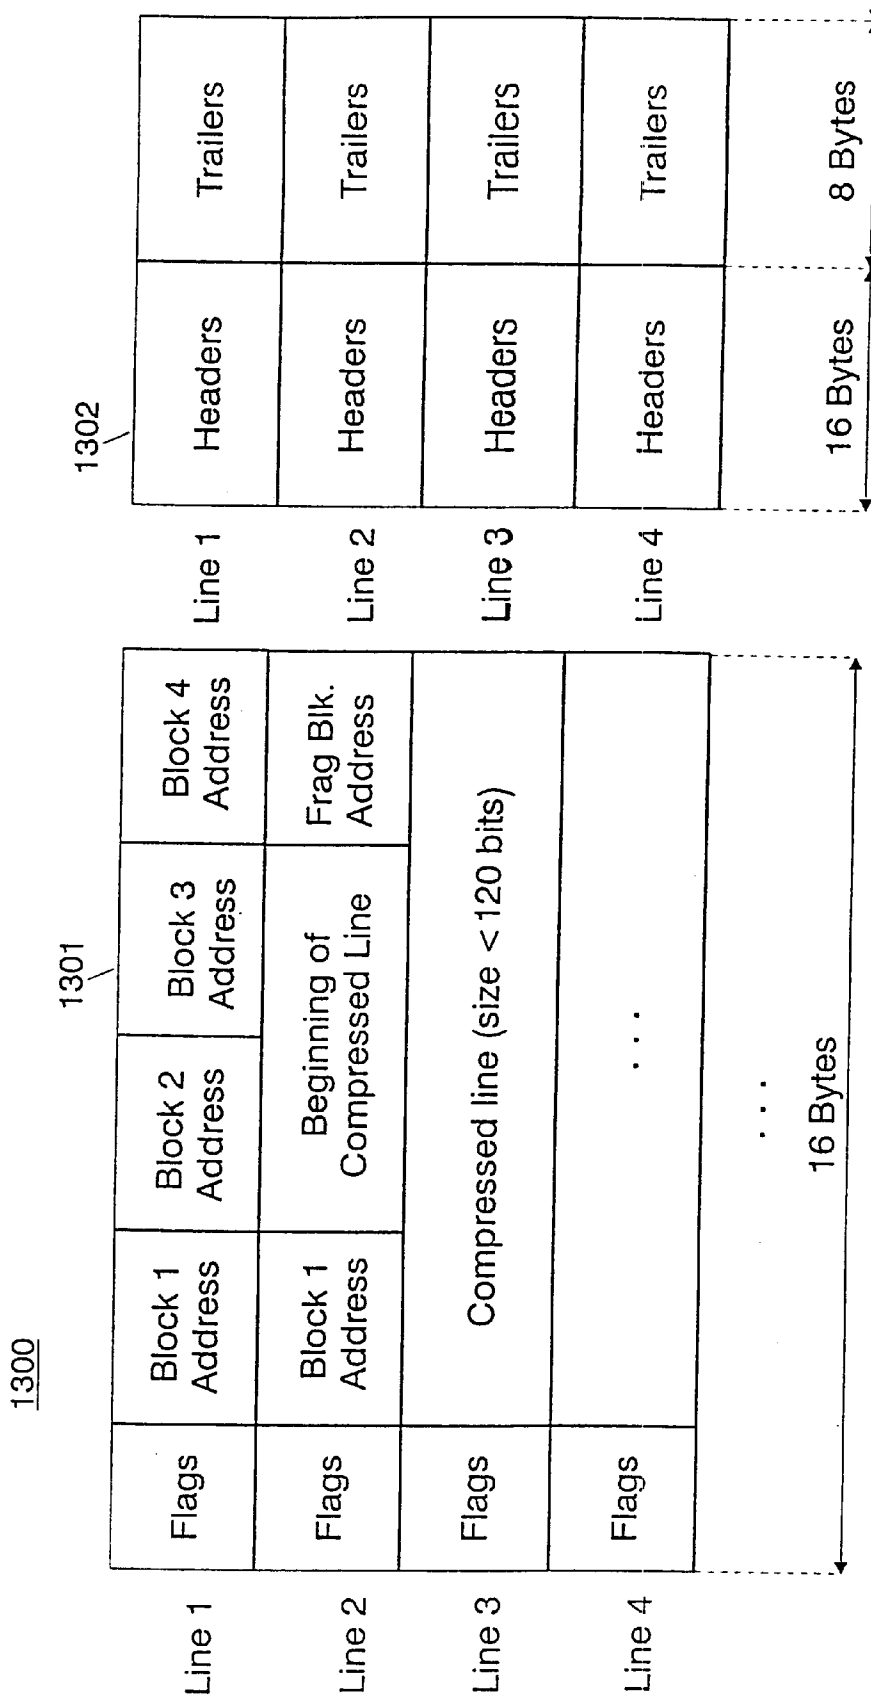 1300
1301
Line 1
Flags
Block 1
Address
Block 2
Address
Block 3
Address
Block 4
Address
Line 2
Flags
Block 1
Address
Beginning of
Compressed Line
Frag Blk.
Address
Line 3
Flags
Compressed line (size <120 bits)
Line 4
Flags
. . .
. . .
16 Bytes
1302
Line 1
Headers
Trailers
Line 2
Headers
Trailers
Line 3
Headers
Trailers
Line 4
Headers
Trailers
16 Bytes
8 Bytes